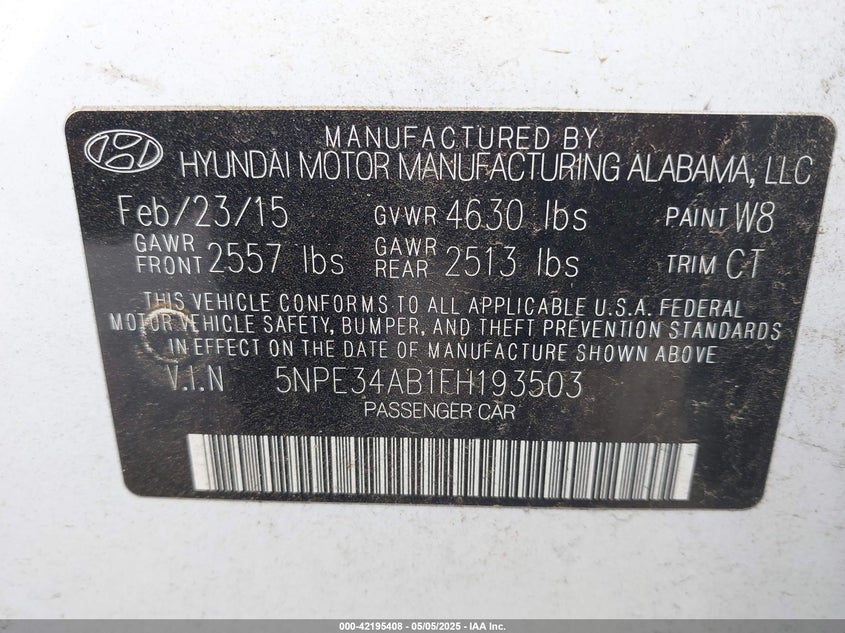 MANUFACTURED BY
HYUNDAI MOTOR MANUFACTURING ALABAMA, LLC
Feb/23/15 GVWR 4630 lbs PAINT W8
GAWR FRONT 2557 lbs GAWR REAR 2513 lbs TRIM CT
THIS VEHICLE CONFORMS TO ALL APPLICABLE U.S.A. FEDERAL
MOTOR VEHICLE SAFETY, BUMPER, AND THEFT PREVENTION STANDARDS
IN EFFECT ON THE DATE OF MANUFACTURE SHOWN ABOVE
V.I.N 5NPE34AB1FH193503
PASSENGER CAR
000-42195408 - 05/05/2025 - IAA Inc.